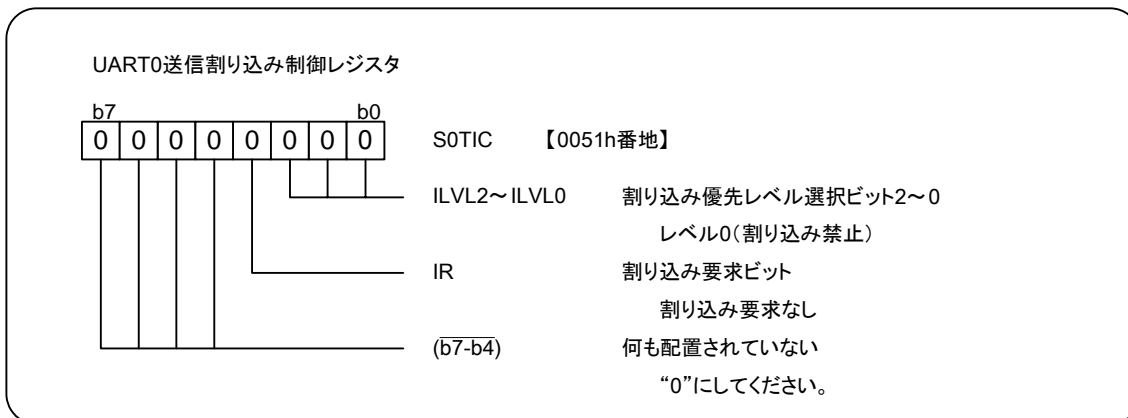 UART0送信割り込み制御レジスタ
b7 b0
0 0 0 0 0 0 0 0 S0TIC 【0051h番地】
ILVL2～ILVL0 割り込み優先レベル選択ビット2～0
レベル0（割り込み禁止）
IR 割り込み要求ビット
割り込み要求なし
(b7-b4) 何も配置されていない
“0”にしてください。